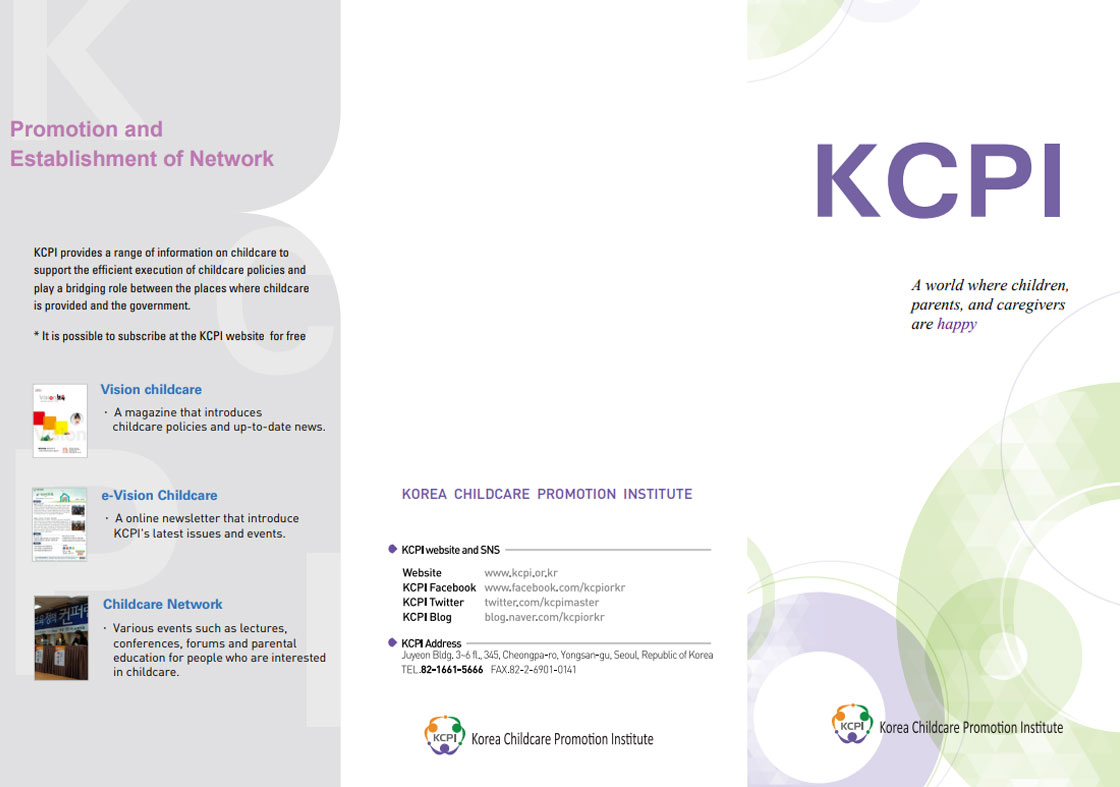 Promotion and
Establishment of Network
KCPI provides a range of information on childcare to
support the efficient execution of childcare policies and
play a bridging role between the places where childcare
is provided and the government.
* It is possible to subscribe at the KCPI website for free
Vision childcare
· A magazine that introduces
childcare policies and up-to-date news.
e-Vision Childcare
· A online newsletter that introduce
KCPI's latest issues and events.
Childcare Network
· Various events such as lectures,
conferences, forums and parental
education for people who are interested
in childcare.
KOREA CHILDCARE PROMOTION INSTITUTE
KCPI website and SNS
Website www.kcpi.or.kr
KCPI Facebook www.facebook.com/kcpiorkr
KCPI Twitter twitter.com/kcpimaster
KCPI Blog blog.naver.com/kcpiorkr
KCPI Address
Juyeon Bldg. 3~6 fl., 345, Cheongpa-ro, Yongsan-gu, Seoul, Republic of Korea
TEL.82-1661-5666 FAX.82-2-6901-0141
KCPI
Korea Childcare Promotion Institute
KCPI
A world where children,
parents, and caregivers
are happy
KCPI
Korea Childcare Promotion Institute